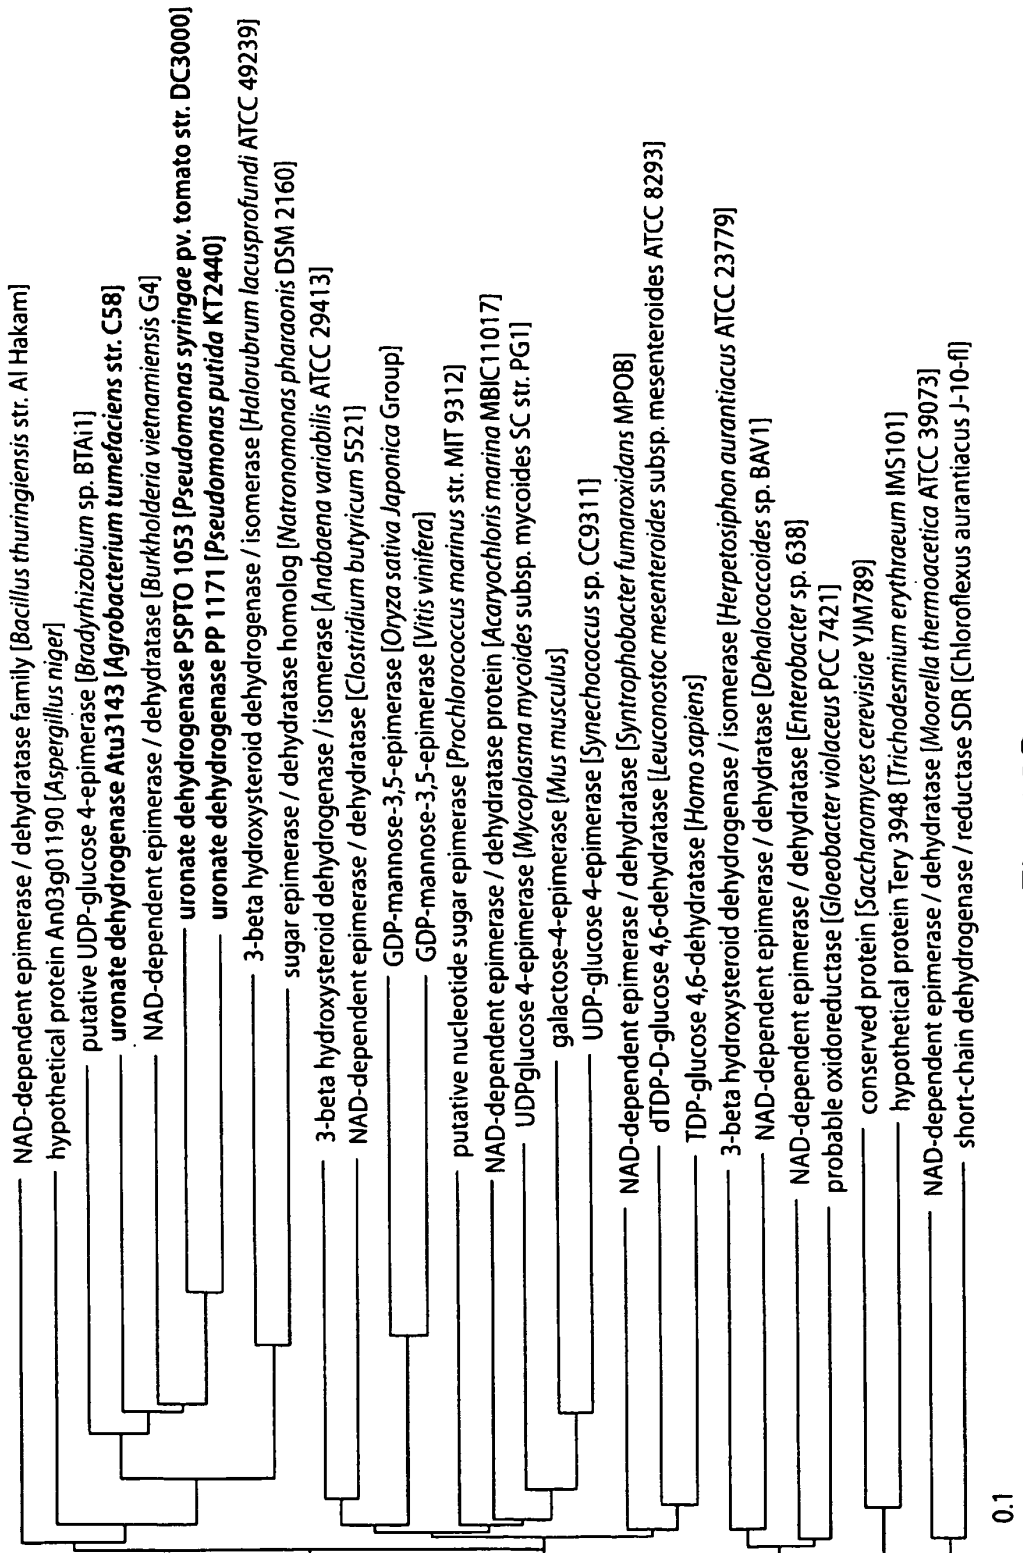 NAD-dependent epimerase / dehydratase family [Bacillus thuringiensis str. Al Hakam]
hypothetical protein An03g01190 [Aspergillus niger]
putative UDP-glucose 4-epimerase [Bradyrhizobium sp. BTAi1]
uronate dehydrogenase Atu3143 [Agrobacterium tumefaciens str. C58]
NAD-dependent epimerase / dehydratase [Burkholderia vietnamiensis G4]
uronate dehydrogenase PSPTO 1053 [Pseudomonas syringae pv. tomato str. DC3000]
uronate dehydrogenase PP 1171 [Pseudomonas putida KT2440]
3-beta hydroxysteroid dehydrogenase / isomerase [Halorubrum lacusprofundi ATCC 49239]
sugar epimerase / dehydratase homolog [Natronomonas pharaonis DSM 2160]
3-beta hydroxysteroid dehydrogenase / isomerase [Anabaena variabilis ATCC 29413]
NAD-dependent epimerase / dehydratase [Clostridium butyricum 5521]
GDP-mannose-3,5-epimerase [Oryza sativa Japonica Group]
GDP-mannose-3,5-epimerase [Vitis vinifera]
putative nucleotide sugar epimerase [Prochlorococcus marinus str. MIT 9312]
NAD-dependent epimerase / dehydratase protein [Acaryochloris marina MBIC11017]
UDPglucose 4-epimerase [Mycoplasma mycoides subsp. mycoides SC str. PG1]
galactose-4-epimerase [Mus musculus]
UDP-glucose 4-epimerase [Synechococcus sp. CC9311]
NAD-dependent epimerase / dehydratase [Syntrophobacter fumaroxidans MPOB]
dTDP-D-glucose 4,6-dehydratase [Leuconostoc mesenteroides subsp. mesenteroides ATCC 8293]
TDP-glucose 4,6-dehydratase [Homo sapiens]
3-beta hydroxysteroid dehydrogenase / isomerase [Herpetosiphon aurantiacus ATCC 23779]
NAD-dependent epimerase / dehydratase [Dehalococcoides sp. BAV1]
NAD-dependent epimerase / dehydratase [Enterobacter sp. 638]
probable oxidoreductase [Gloeobacter violaceus PCC 7421]
conserved protein [Saccharomyces cerevisiae YJM789]
hypothetical protein Tery 3948 [Trichodesmium erythraeum IMS101]
NAD-dependent epimerase / dehydratase [Moorella thermoacetica ATCC 39073]
short-chain dehydrogenase / reductase SDR [Chloroflexus aurantiacus J-10-fl]
0.1